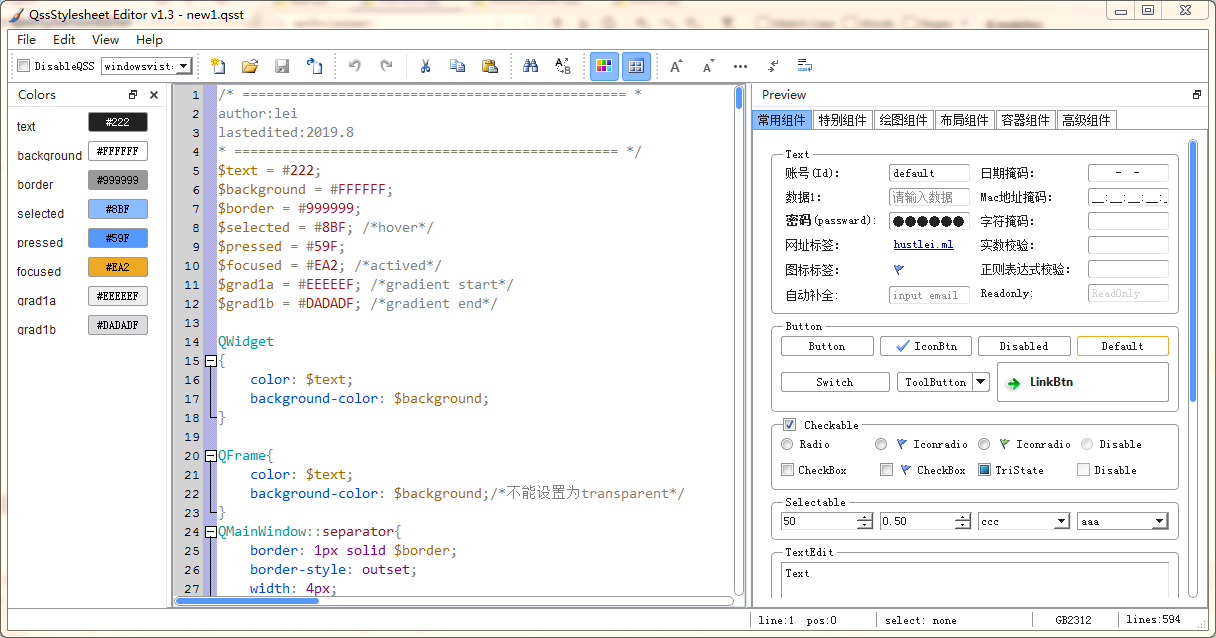 QssStylesheet Editor v1.3 - new1.qsst
File Edit View Help
DisableQSS windowsvist
Colors
text #222
background #FFFFFF
border #999999
selected #8BF
pressed #59F
focused #EA2
grad1a #EEEEEF
grad1b #DADADF
1 /* ================================================ *
2 author:lei
3 lastedited:2019.8
4 * ================================================ */
5 $text = #222;
6 $background = #FFFFFF;
7 $border = #999999;
8 $selected = #8BF; /*hover*/
9 $pressed = #59F;
10 $focused = #EA2; /*actived*/
11 $grad1a = #EEEEEF; /*gradient start*/
12 $grad1b = #DADADF; /*gradient end*/
13
14 QWidget
15 {
16 color: $text;
17 background-color: $background;
18 }
19
20 QFrame{
21 color: $text;
22 background-color: $background;/*不能设置为transparent*/
23 }
24 QMainWindow::separator{
25 border: 1px solid $border;
26 border-style: outset;
27 width: 4px;
Preview
常用组件 特别组件 绘图组件 布局组件 容器组件 高级组件
Text
账号(Id): default 日期掩码: - -
数据1: 请输入数据 Mac地址掩码: __:__:__:__:_
密码(passward): ●●●●●● 字符掩码:
网址标签: hustlei.ml 实数校验:
图标标签: 正则表达式校验:
自动补全: input email Readonly: ReadOnly
Button
Button IconBtn Disabled Default
Switch ToolButton LinkBtn
Checkable
Radio Iconradio Iconradio Disable
CheckBox CheckBox TriState Disable
Selectable
50 0.50 ccc aaa
TextEdit
Text
line:1 pos:0 select: none GB2312 lines:594